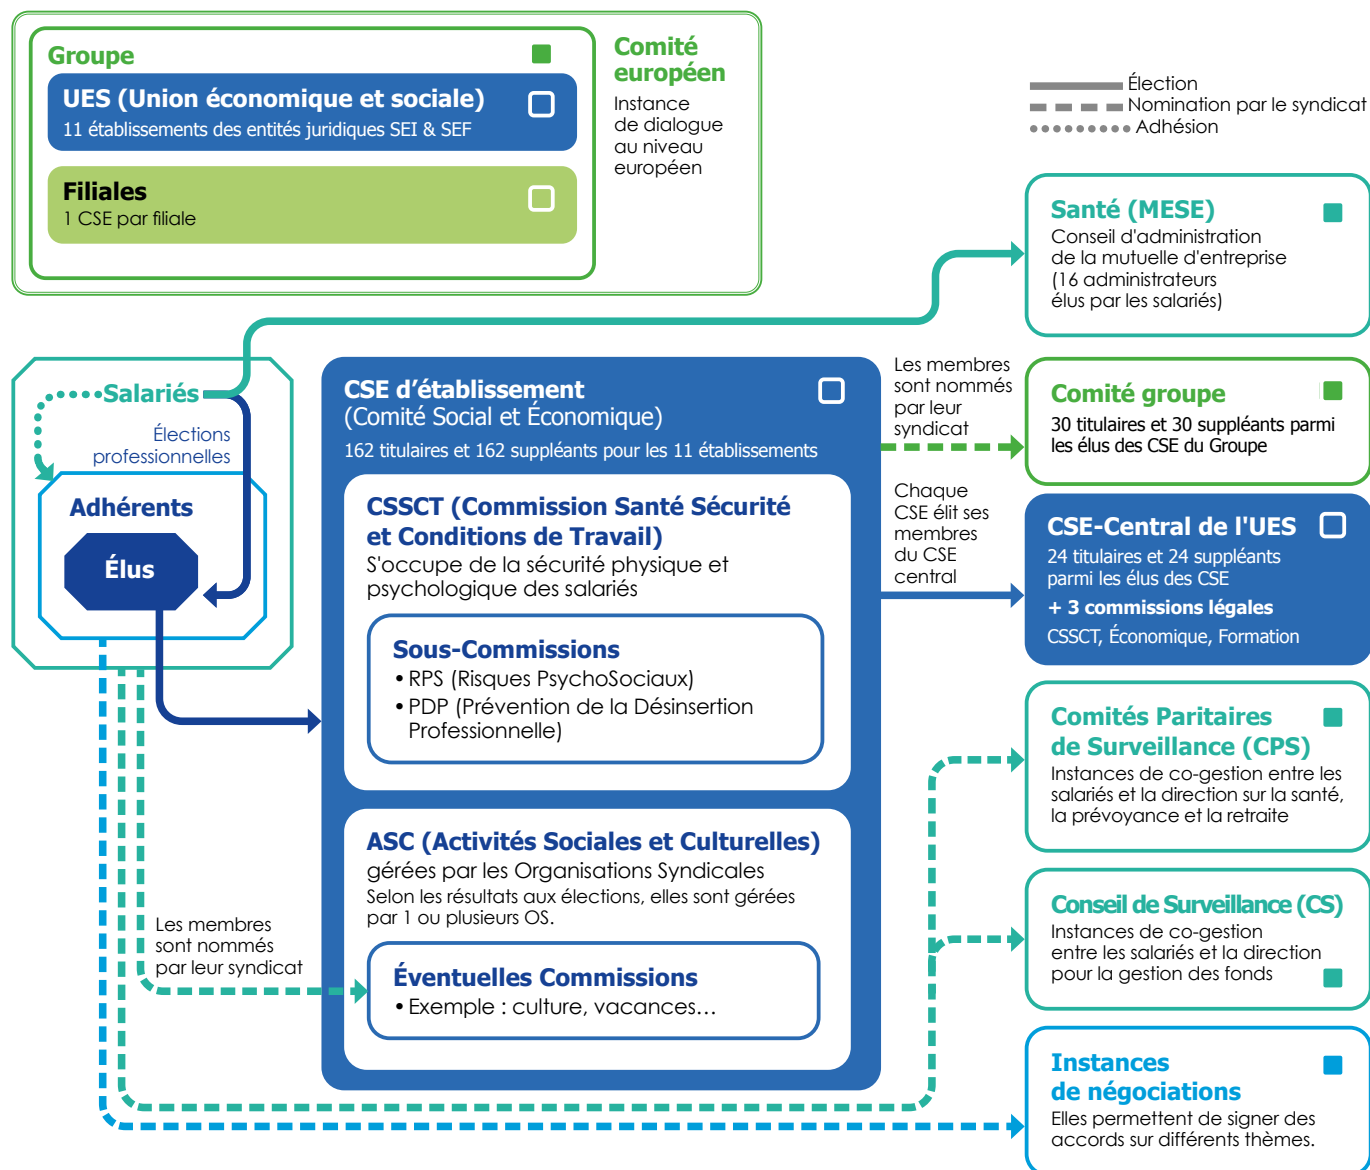 Groupe
UES (Union économique et sociale)
11 établissements des entités juridiques SEI & SEF
Filiales
1 CSE par filiale
Comité
européen
Instance
de dialogue
au niveau
européen
Élection
Nomination par le syndicat
Adhésion
Santé (MESE)
Conseil d'administration
de la mutuelle d'entreprise
(16 administrateurs
élus par les salariés)
Salariés
Élections
professionnelles
Adhérents
Élus
CSE d’établissement
(Comité Social et Économique)
162 titulaires et 162 suppléants pour les 11 établissements
CSSCT (Commission Santé Sécurité
et Conditions de Travail)
S'occupe de la sécurité physique et
psychologique des salariés
Sous-Commissions
• RPS (Risques PsychoSociaux)
• PDP (Prévention de la Désinsertion
Professionnelle)
ASC (Activités Sociales et Culturelles)
gérées par les Organisations Syndicales
Selon les résultats aux élections, elles sont gérées
par 1 ou plusieurs OS.
Éventuelles Commissions
• Exemple : culture, vacances…
Les membres
sont nommés
par leur syndicat
Les membres
sont nommés
par leur
syndicat
Chaque
CSE élit ses
membres
du CSE
central
Comité groupe
30 titulaires et 30 suppléants parmi
les élus des CSE du Groupe
CSE-Central de l'UES
24 titulaires et 24 suppléants
parmi les élus des CSE
+ 3 commissions légales
CSSCT, Économique, Formation
Comités Paritaires
de Surveillance (CPS)
Instances de co-gestion entre les
salariés et la direction sur la santé,
la prévoyance et la retraite
Conseil de Surveillance (CS)
Instances de co-gestion
entre les salariés et la direction
pour la gestion des fonds
Instances
de négociations
Elles permettent de signer des
accords sur différents thèmes.